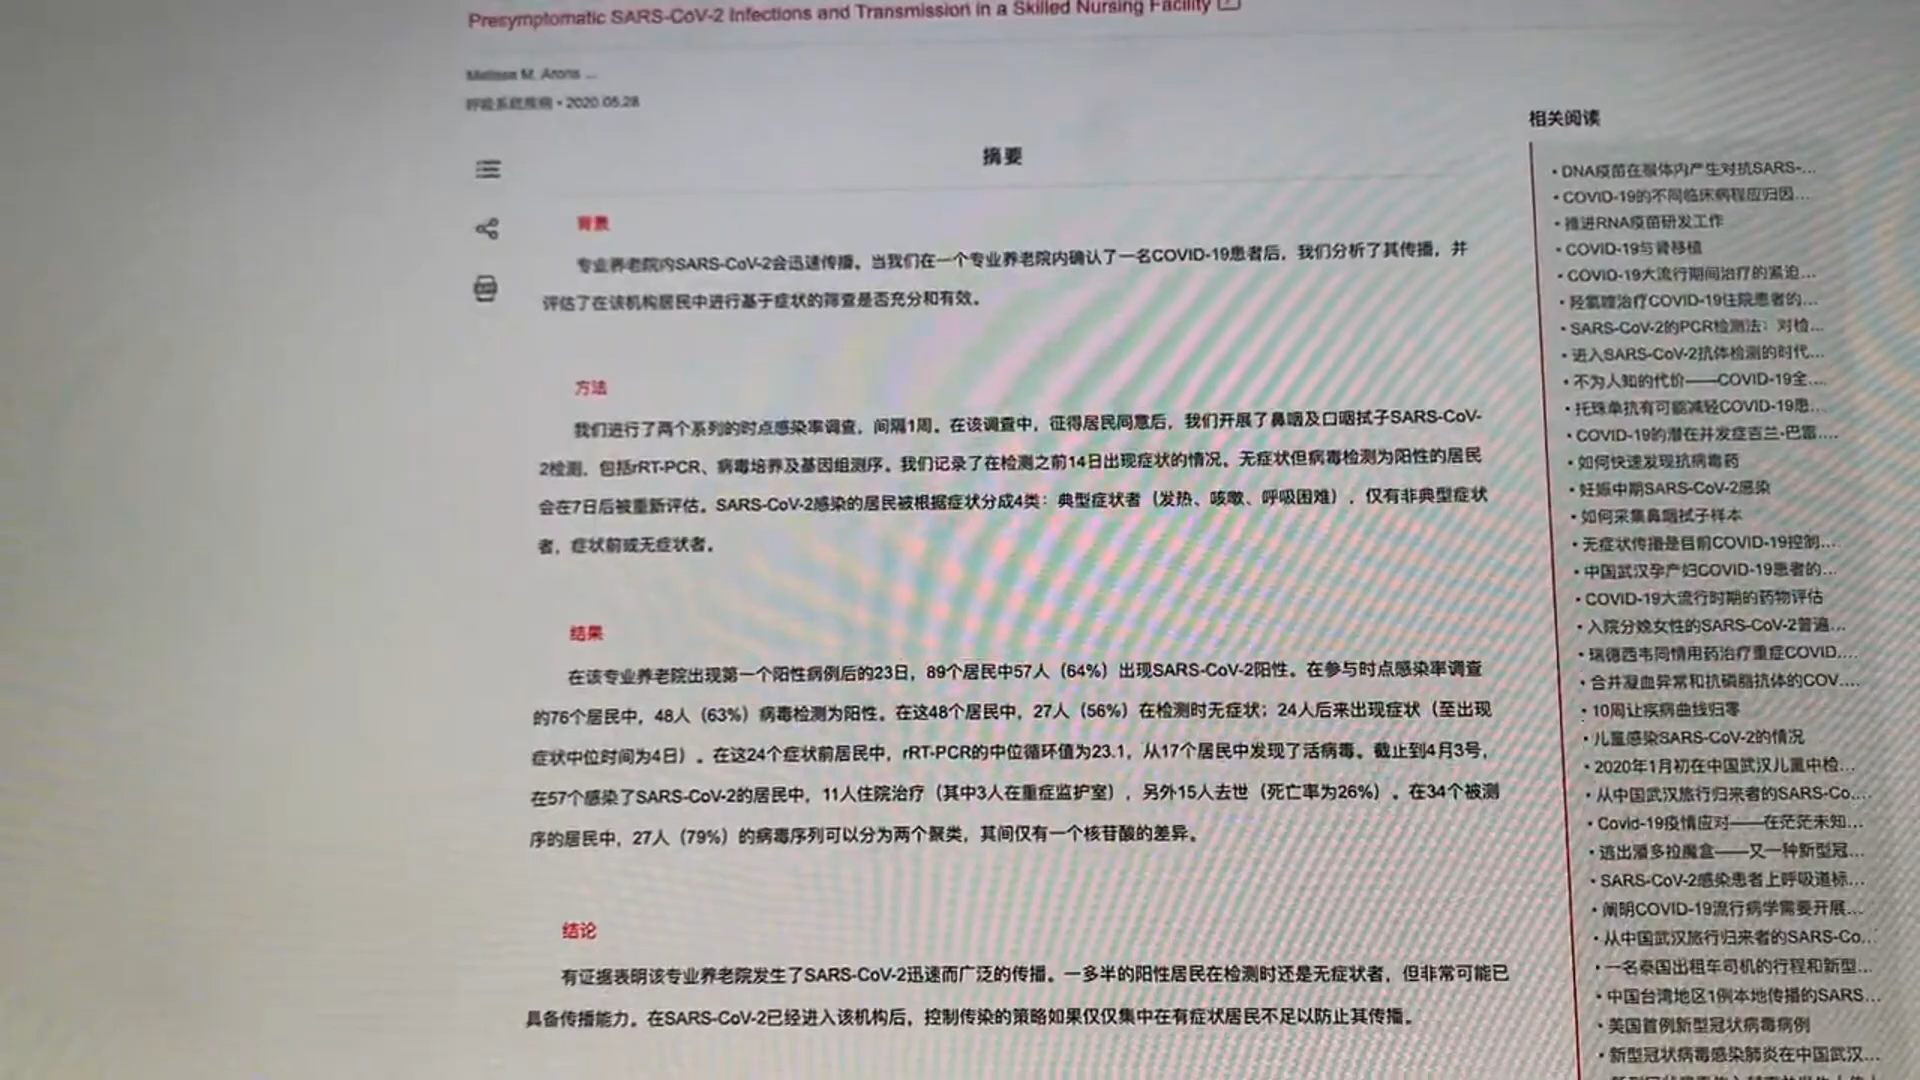 Presymptomatic SARS-CoV-2 Infections and Transmission in a Skilled Nursing Facility
Melissa M. Arons ...
呼吸系统疾病 • 2020.05.28
摘要
背景
专业养老院内SARS-CoV-2会迅速传播。当我们在一个专业养老院内确认了一名COVID-19患者后，我们分析了其传播，并
评估了在该机构居民中进行基于症状的筛查是否充分和有效。
方法
我们进行了两个系列的时点感染率调查，间隔1周。在该调查中，征得居民同意后，我们开展了鼻咽及口咽拭子SARS-CoV-
2检测，包括rRT-PCR、病毒培养及基因组测序。我们记录了在检测之前14日出现症状的情况。无症状但病毒检测为阳性的居民
会在7日后被重新评估。SARS-CoV-2感染的居民被根据症状分成4类：典型症状者（发热、咳嗽、呼吸困难），仅有非典型症状
者，症状前或无症状者。
结果
在该专业养老院出现第一个阳性病例后的23日，89个居民中57人（64%）出现SARS-CoV-2阳性。在参与时点感染率调查
的76个居民中，48人（63%）病毒检测为阳性。在这48个居民中，27人（56%）在检测时无症状；24人后来出现症状（至出现
症状中位时间为4日）。在这24个症状前居民中，rRT-PCR的中位循环值为23.1，从17个居民中发现了活病毒。截止到4月3号，
在57个感染了SARS-CoV-2的居民中，11人住院治疗（其中3人在重症监护室），另外15人去世（死亡率为26%）。在34个被测
序的居民中，27人（79%）的病毒序列可以分为两个聚类，其间仅有一个核苷酸的差异。
结论
有证据表明该专业养老院发生了SARS-CoV-2迅速而广泛的传播。一多半的阳性居民在检测时还是无症状者，但非常可能已
具备传播能力。在SARS-CoV-2已经进入该机构后，控制传染的策略如果仅仅集中在有症状居民不足以防止其传播。
相关阅读
• DNA疫苗在猴体内产生对抗SARS-...
• COVID-19的不同临床病程应归因...
• 推进RNA疫苗研发工作
• COVID-19与肾移植
• COVID-19大流行期间治疗的紧迫...
• 羟氯喹治疗COVID-19住院患者的...
• SARS-CoV-2的PCR检测法：对检...
• 进入SARS-CoV-2抗体检测的时代...
• 不为人知的代价——COVID-19全...
• 托珠单抗有可能减轻COVID-19患...
• COVID-19的潜在并发症吉兰-巴雷...
• 如何快速发现抗病毒药
• 妊娠中期SARS-CoV-2感染
• 如何采集鼻咽拭子样本
• 无症状传播是目前COVID-19控制...
• 中国武汉孕产妇COVID-19患者的...
• COVID-19大流行时期的药物评估
• 入院分娩女性的SARS-CoV-2普遍...
• 瑞德西韦同情用药治疗重症COVID...
• 合并凝血异常和抗磷脂抗体的COV...
• 10周让疾病曲线归零
• 儿童感染SARS-CoV-2的情况
• 2020年1月初在中国武汉儿童中检...
• 从中国武汉旅行归来者的SARS-Co...
• Covid-19疫情应对——在茫茫未知...
• 逃出潘多拉魔盒——又一种新型冠...
• SARS-CoV-2感染患者上呼吸道标...
• 阐明COVID-19流行病学需要开展...
• 从中国武汉旅行归来者的SARS-Co...
• 一名泰国出租车司机的行程和新型...
• 中国台湾地区1例本地传播的SARS...
• 美国首例新型冠状病毒病例
• 新型冠状病毒感染肺炎在中国武汉...